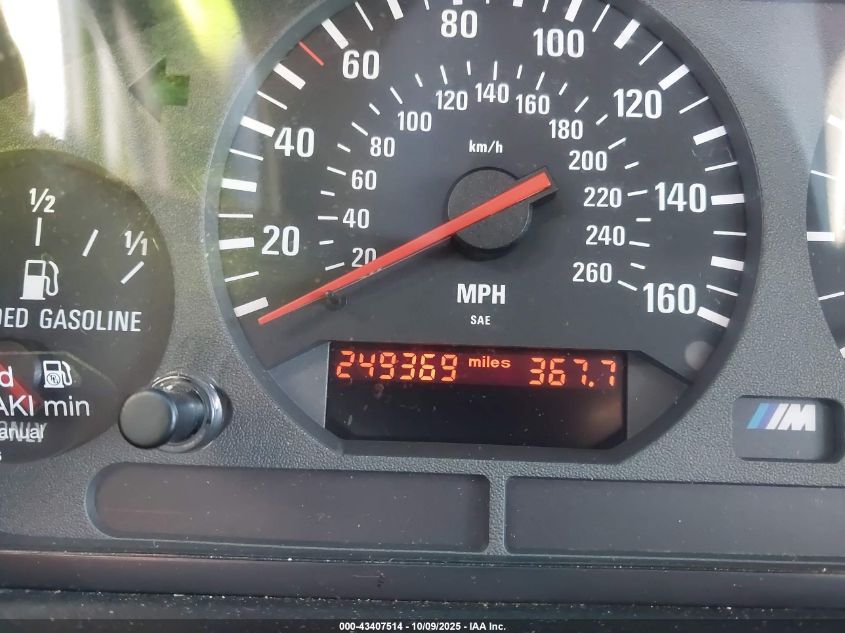 80
100
60
120
40
140
20
160
20
40
60
80
100
120
140
160
180
200
220
240
260
km/h
MPH
SAE
249369 miles 367.7
M
1/2
1/1
DED GASOLINE
d
AKI min
anual
s
ONLY
000-43407514 - 10/09/2025 - IAA Inc.